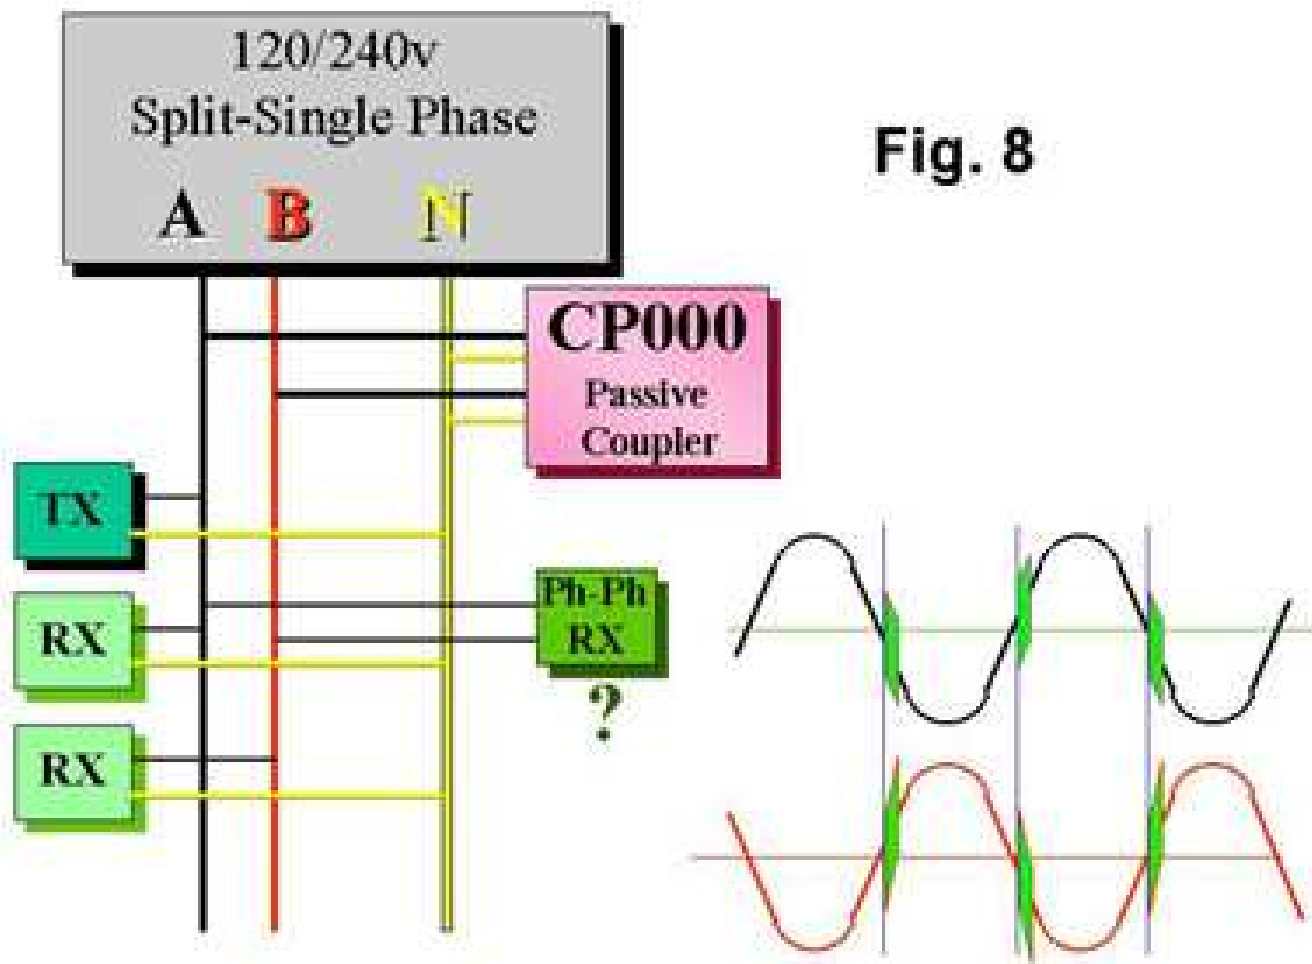 120/240v
Split-Single Phase
A B N
Fig. 8
CP000
Passive
Coupler
TX
RX
RX
Ph-Ph
RX
?